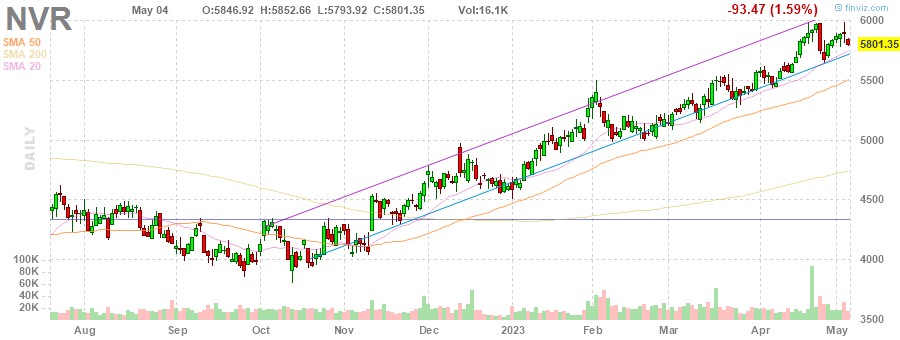 NVR May 04 O:5846.92 H:5852.66 L:5793.92 C:5801.35 Vol:16.1K -93.47 (1.59%) © finviz.com
SMA 50
SMA 200
SMA 20
DAILY
6000
5801.35
5500
5000
4500
4000
3500
100K
80K
60K
40K
20K
Aug Sep Oct Nov Dec 2023 Feb Mar Apr May